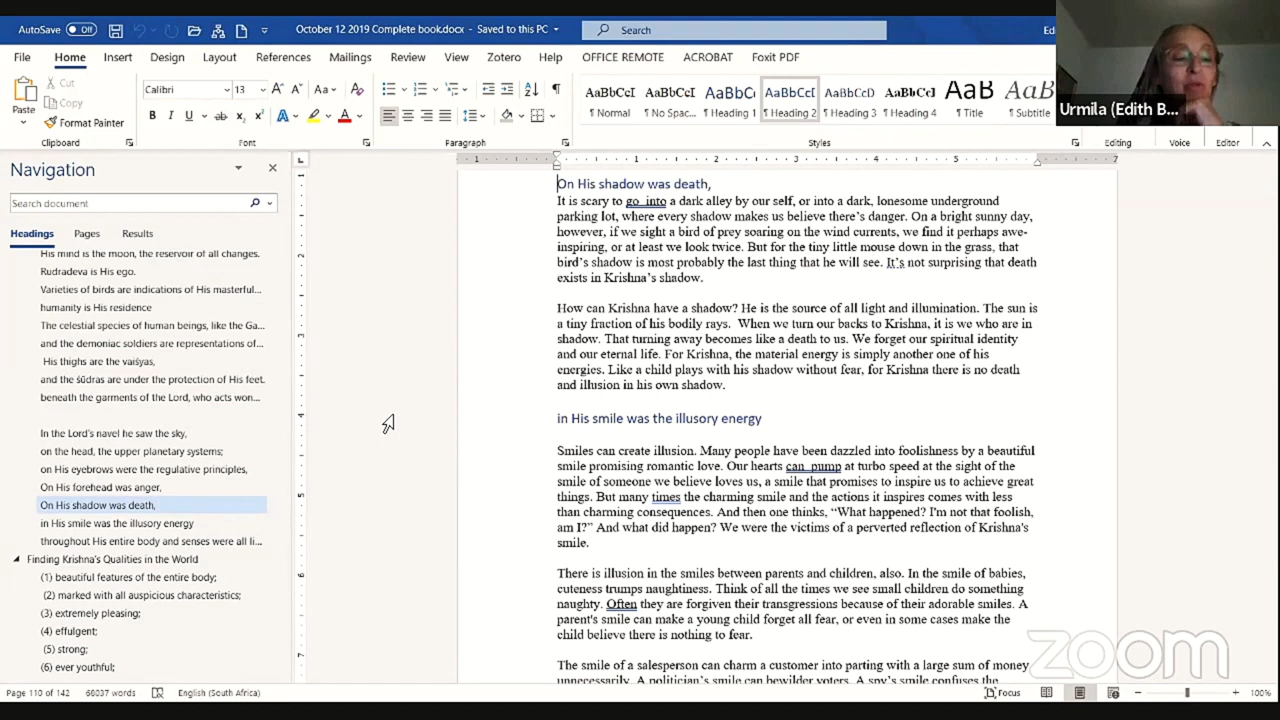 AutoSave Off October 12 2019 Complete book.docx - Saved to this PC Search
File Home Insert Design Layout References Mailings Review View Zotero Help OFFICE REMOTE ACROBAT Foxit PDF
Urmila (Edith B...
Paste Cut Copy Format Painter
Calibri 13
AaBbCcI AaBbCcI AaBbC AaBbCc AaBbCcD AaBbCcI AaB AaBbC
¶ Normal ¶ No Spac... ¶ Heading 1 ¶ Heading 2 ¶ Heading 3 ¶ Heading 4 ¶ Title ¶ Subtitle
Clipboard Font Paragraph Styles Editing Voice Editor
Navigation
Search document
Headings Pages Results
His mind is the moon, the reservoir of all changes.
Rudradeva is His ego.
Varieties of birds are indications of His masterful...
humanity is His residence
The celestial species of human beings, like the Ga...
and the demoniac soldiers are representations of...
His thighs are the vaiśyas,
and the śūdras are under the protection of His feet.
beneath the garments of the Lord, who acts won...
In the Lord's navel he saw the sky,
on the head, the upper planetary systems;
on His eyebrows were the regulative principles,
On His forehead was anger,
On His shadow was death,
in His smile was the illusory energy
throughout His entire body and senses were all li...
Finding Krishna's Qualities in the World
(1) beautiful features of the entire body;
(2) marked with all auspicious characteristics;
(3) extremely pleasing;
(4) effulgent;
(5) strong;
(6) ever youthful;
On His shadow was death,
It is scary to go  into a dark alley by our self, or into a dark, lonesome underground
parking lot, where every shadow makes us believe there's danger. On a bright sunny day,
however, if we sight a bird of prey soaring on the wind currents, we find it perhaps awe-
inspiring, or at least we look twice. But for the tiny little mouse down in the grass, that
bird's shadow is most probably the last thing that he will see. It's not surprising that death
exists in Krishna's shadow.
How can Krishna have a shadow? He is the source of all light and illumination. The sun is
a tiny fraction of his bodily rays.  When we turn our backs to Krishna, it is we who are in
shadow. That turning away becomes like a death to us. We forget our spiritual identity
and our eternal life. For Krishna, the material energy is simply another one of his
energies. Like a child plays with his shadow without fear, for Krishna there is no death
and illusion in his own shadow.
in His smile was the illusory energy
Smiles can create illusion. Many people have been dazzled into foolishness by a beautiful
smile promising romantic love. Our hearts can  pump at turbo speed at the sight of the
smile of someone we believe loves us, a smile that promises to inspire us to achieve great
things. But many times the charming smile and the actions it inspires comes with less
than charming consequences. And then one thinks, “What happened? I'm not that foolish,
am I?” And what did happen? We were the victims of a perverted reflection of Krishna's
smile.
There is illusion in the smiles between parents and children, also. In the smile of babies,
cuteness trumps naughtiness. Think of all the times we see small children do something
naughty. Often they are forgiven their transgressions because of their adorable smiles. A
parent's smile can make a young child forget all fear, or even in some cases make the
child believe there is nothing to fear.
The smile of a salesperson can charm a customer into parting with a large sum of money
unnecessarily. A politician's smile can bewilder voters. A spy's smile confuses the
zoom
Page 110 of 142 68037 words English (South Africa) Focus 100%